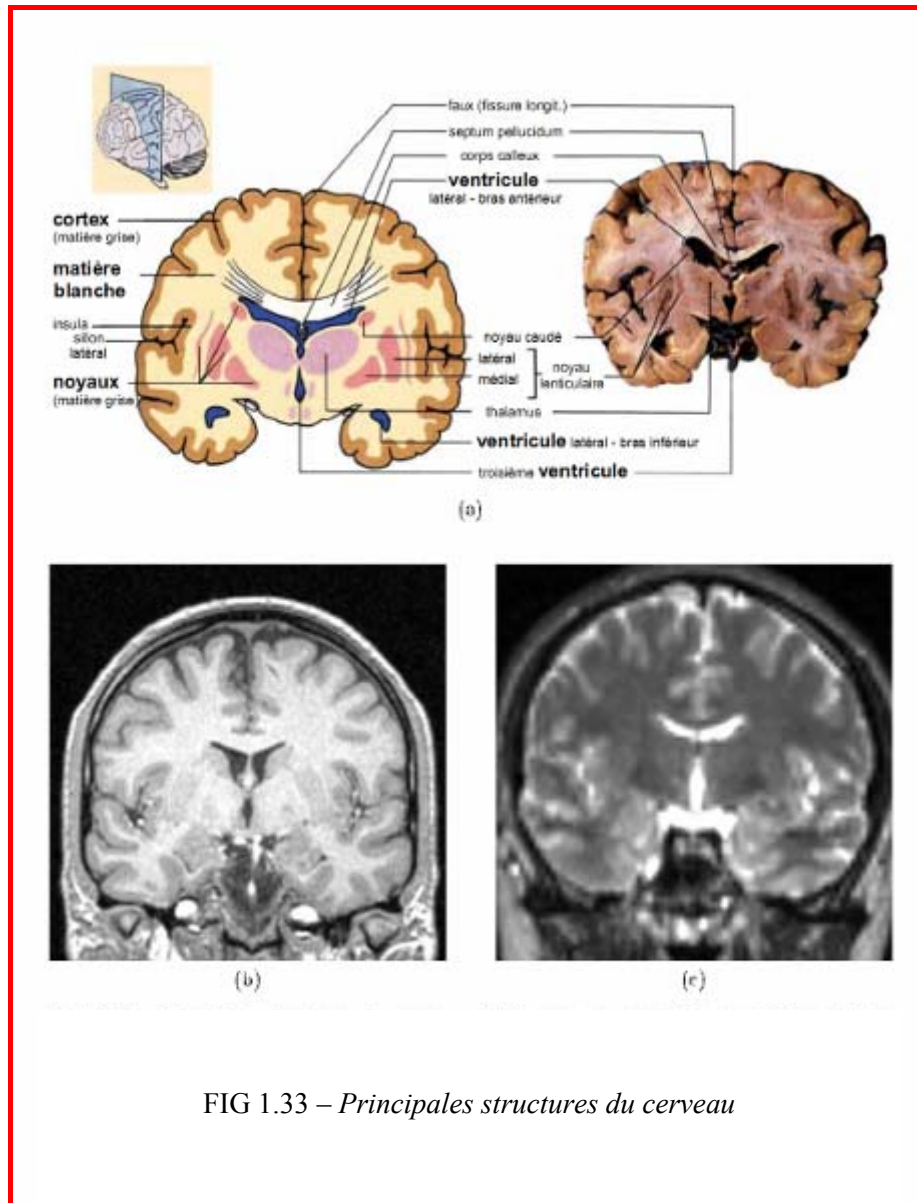 faux (fissure longit.)
septum pellucidum
corps calleux
ventricule
latéral - bras antérieur
cortex
(matière grise)
matière
blanche
insula
sillon
latéral
noyaux
(matière grise)
noyau caudé
latéral
médial
noyau
lenticulaire
thalamus
ventricule latéral - bras inférieur
troisième ventricule
(a)
(b)
(c)
FIG 1.33 – Principales structures du cerveau